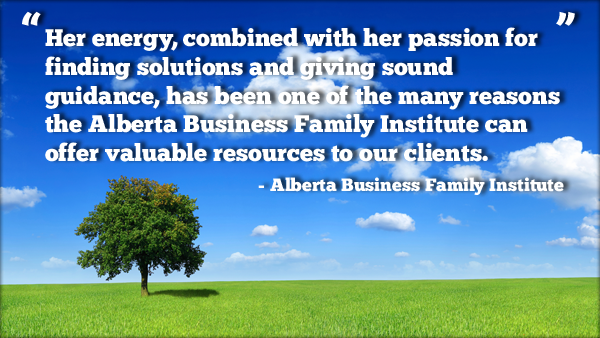 “ ”
Her energy, combined with her passion for
finding solutions and giving sound
guidance, has been one of the many reasons
the Alberta Business Family Institute can
offer valuable resources to our clients.
- Alberta Business Family Institute